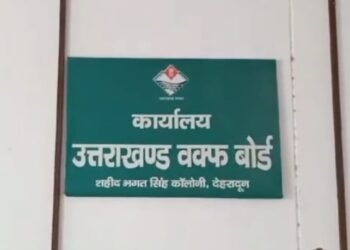 कार्यालय
उत्तराखण्ड वक्फ बोर्ड
शहीद भगत सिंह कॉलोनी, देहरादून